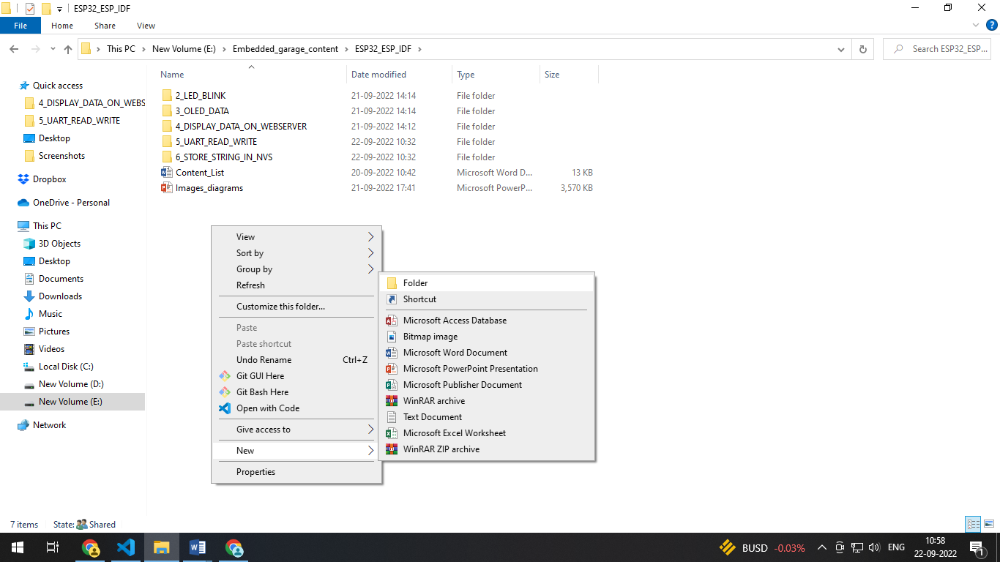 ESP32_ESP_IDF
File Home Share View
This PC New Volume (E:) Embedded_garage_content ESP32_ESP_IDF Search ESP32_ESP...
Name Date modified Type Size
Quick access
4_DISPLAY_DATA_ON_WEBS
5_UART_READ_WRITE
Desktop
Screenshots
Dropbox
OneDrive - Personal
This PC
3D Objects
Desktop
Documents
Downloads
Music
Pictures
Videos
Local Disk (C:)
New Volume (D:)
New Volume (E:)
Network
2_LED_BLINK 21-09-2022 14:14 File folder
3_OLED_DATA 21-09-2022 14:14 File folder
4_DISPLAY_DATA_ON_WEBSERVER 21-09-2022 14:12 File folder
5_UART_READ_WRITE 22-09-2022 10:32 File folder
6_STORE_STRING_IN_NVS 22-09-2022 10:32 File folder
Content_List 20-09-2022 10:42 Microsoft Word D... 13 KB
Images_diagrams 21-09-2022 17:41 Microsoft PowerP... 3,570 KB
View
Sort by
Group by
Refresh
Customize this folder...
Paste
Paste shortcut
Undo Rename Ctrl+Z
Git GUI Here
Git Bash Here
Open with Code
Give access to
New
Properties
Folder
Shortcut
Microsoft Access Database
Bitmap image
Microsoft Word Document
Microsoft PowerPoint Presentation
Microsoft Publisher Document
WinRAR archive
Text Document
Microsoft Excel Worksheet
WinRAR ZIP archive
7 items State: Shared
BUSD -0.03% ENG 10:58
22-09-2022 1